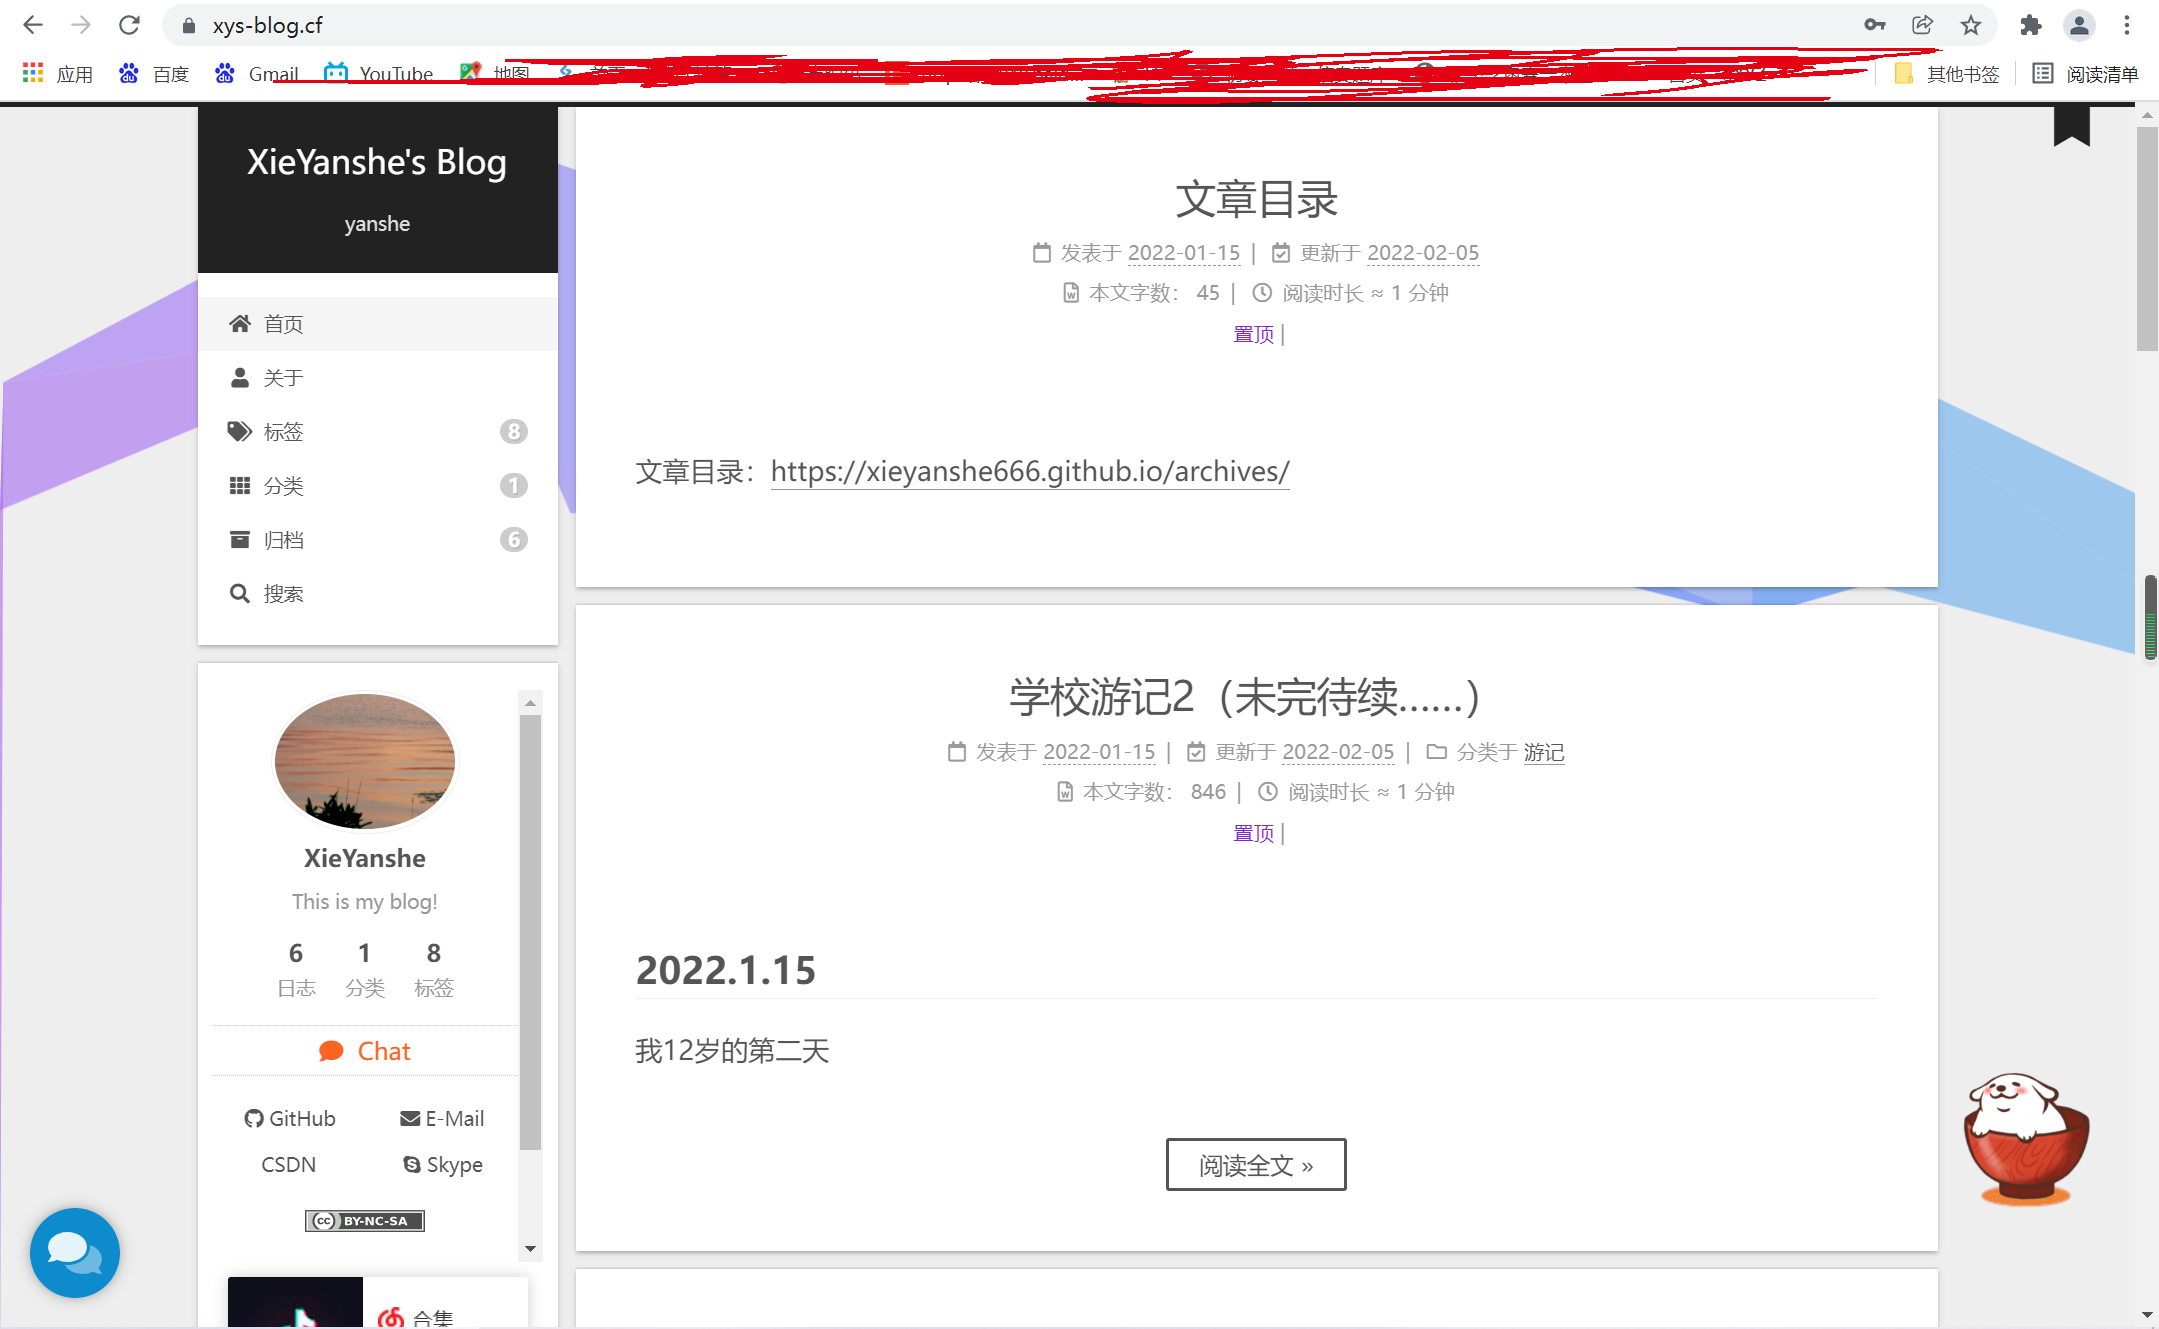 xys-blog.cf
应用 百度 Gmail YouTube 地图
其他书签 阅读清单
XieYanshe's Blog
yanshe
首页
关于
标签 8
分类 1
归档 6
搜索
XieYanshe
This is my blog!
6 1 8
日志 分类 标签
Chat
GitHub E-Mail
CSDN Skype
cc BY-NC-SA
合集
文章目录
发表于 2022-01-15 | 更新于 2022-02-05
本文字数： 45 | 阅读时长 ≈ 1 分钟
置顶 |
文章目录：https://xieyanshe666.github.io/archives/
学校游记2（未完待续……）
发表于 2022-01-15 | 更新于 2022-02-05 | 分类于 游记
本文字数： 846 | 阅读时长 ≈ 1 分钟
置顶 |
2022.1.15
我12岁的第二天
阅读全文 »